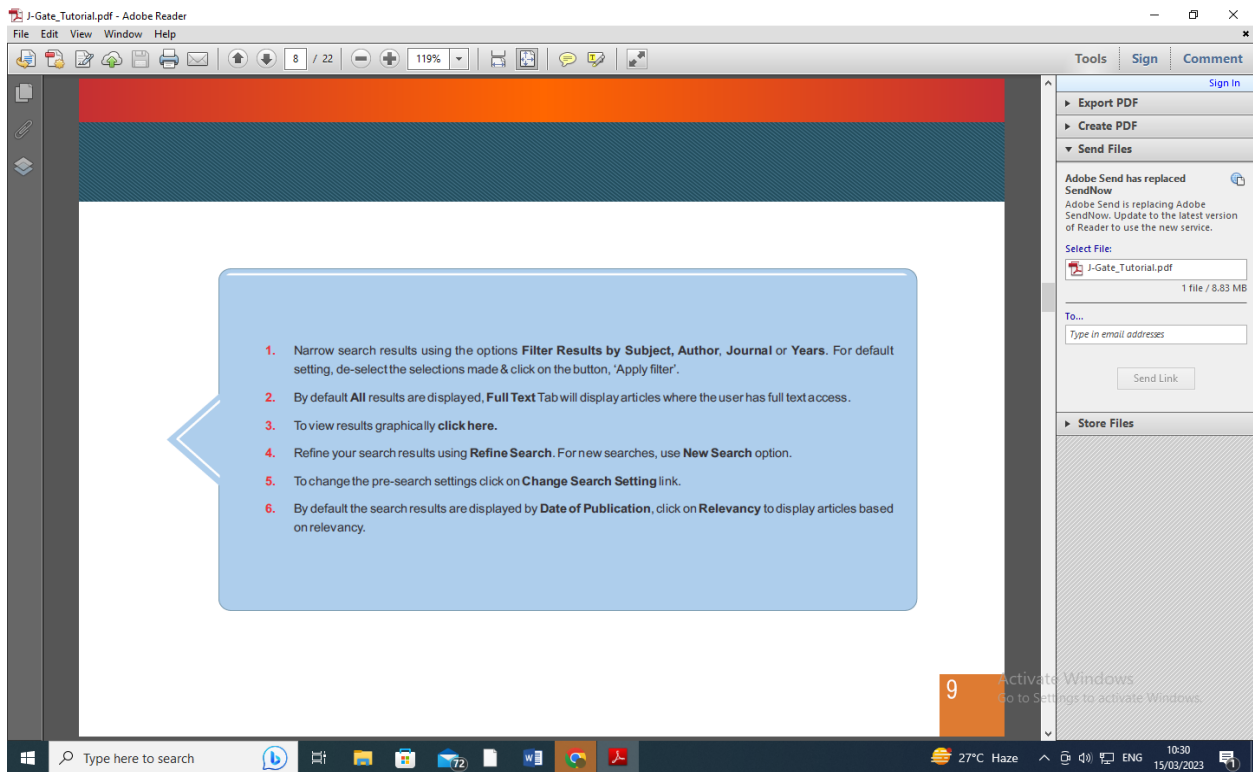 J-Gate_Tutorial.pdf - Adobe Reader
File Edit View Window Help
8 / 22
119%
Tools Sign Comment
Sign In
Export PDF
Create PDF
Send Files
Adobe Send has replaced
SendNow
Adobe Send is replacing Adobe
SendNow. Update to the latest version
of Reader to use the new service.
Select File:
J-Gate_Tutorial.pdf
1 file / 8.83 MB
To...
Type in email addresses
Send Link
Store Files
1. Narrow search results using the options Filter Results by Subject, Author, Journal or Years. For default
setting, de-select the selections made & click on the button, 'Apply filter'.
2. By default All results are displayed, Full Text Tab will display articles where the user has full text access.
3. To view results graphically click here.
4. Refine your search results using Refine Search. For new searches, use New Search option.
5. To change the pre-search settings click on Change Search Setting link.
6. By default the search results are displayed by Date of Publication, click on Relevancy to display articles based
on relevancy.
9
Activate Windows
Go to Settings to activate Windows.
Type here to search
72
27°C Haze
ENG
10:30
15/03/2023
1